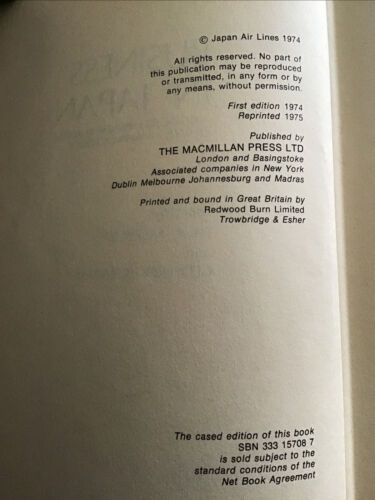 © Japan Air Lines 1974
All rights reserved. No part of
this publication may be reproduced
or transmitted, in any form or by
any means, without permission.
First edition 1974
Reprinted 1975
Published by
THE MACMILLAN PRESS LTD
London and Basingstoke
Associated companies in New York
Dublin Melbourne Johannesburg and Madras
Printed and bound in Great Britain by
Redwood Burn Limited
Trowbridge & Esher
The cased edition of this book
SBN 333 15708 7
is sold subject to the
standard conditions of the
Net Book Agreement